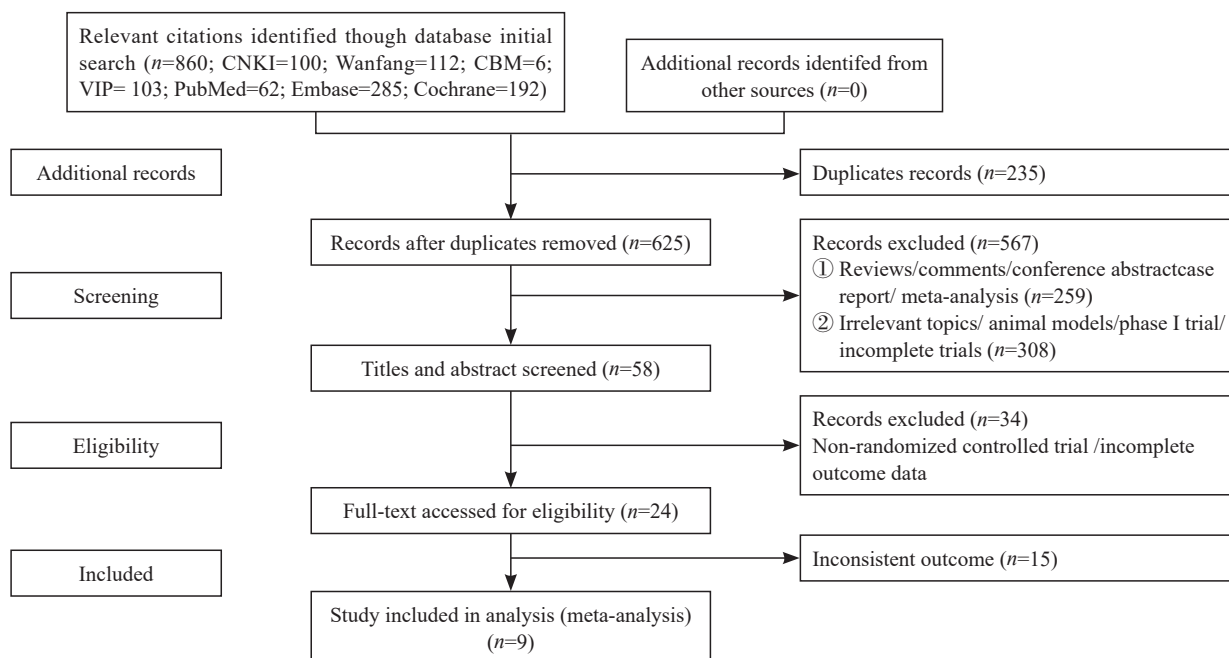 Relevant citations identified though database initial
search (n=860; CNKI=100; Wanfang=112; CBM=6;
VIP= 103; PubMed=62; Embase=285; Cochrane=192)
Additional records identifed from
other sources (n=0)
Additional records
Duplicates records (n=235)
Records after duplicates removed (n=625)
Records excluded (n=567)
① Reviews/comments/conference abstractcase
report/ meta-analysis (n=259)
② Irrelevant topics/ animal models/phase I trial/
incomplete trials (n=308)
Screening
Titles and abstract screened (n=58)
Records excluded (n=34)
Non-randomized controlled trial /incomplete
outcome data
Eligibility
Full-text accessed for eligibility (n=24)
Inconsistent outcome (n=15)
Included
Study included in analysis (meta-analysis)
(n=9)